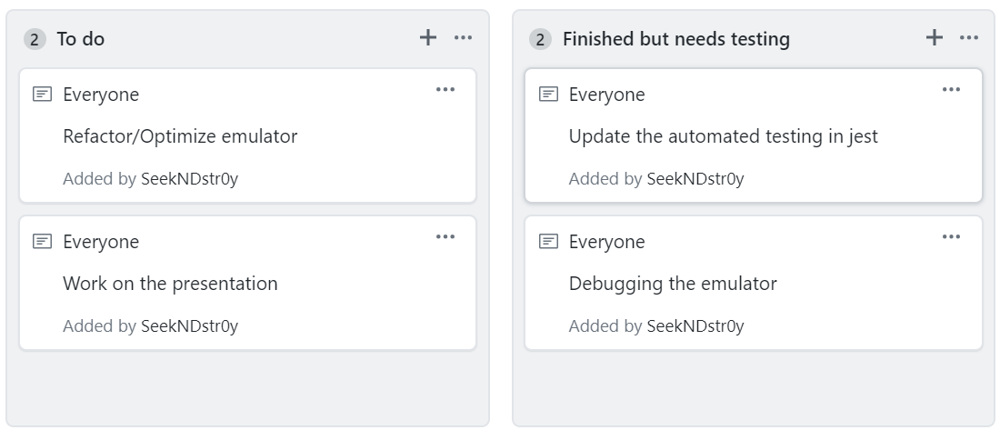 2 To do
Everyone
Refactor/Optimize emulator
Added by SeekNDstr0y
Everyone
Work on the presentation
Added by SeekNDstr0y
2 Finished but needs testing
Everyone
Update the automated testing in jest
Added by SeekNDstr0y
Everyone
Debugging the emulator
Added by SeekNDstr0y